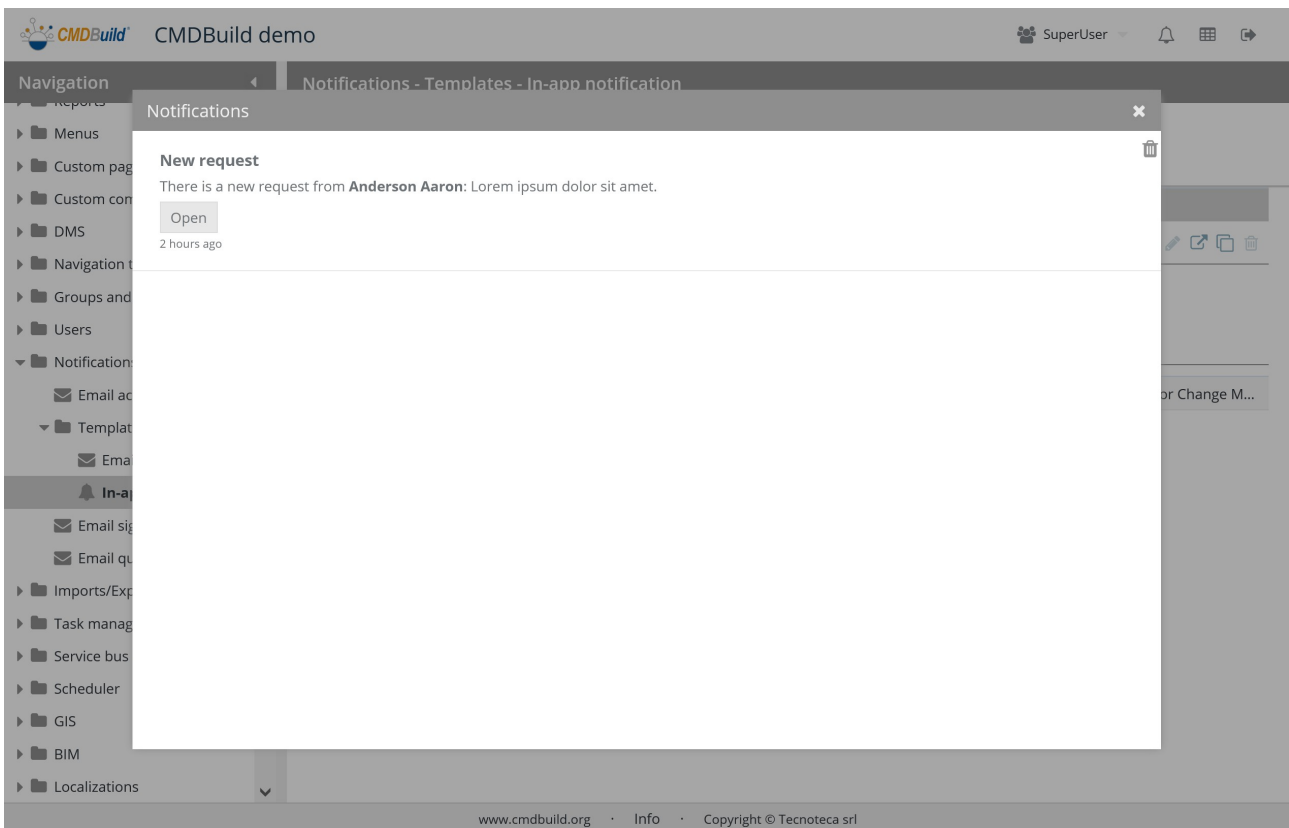 CMDBuild CMDBuild demo SuperUser
Navigation Notifications - Templates - In-app notification
Reports
Notifications
Menus
New request
Custom pag
There is a new request from Anderson Aaron: Lorem ipsum dolor sit amet.
Custom com
Open
DMS
2 hours ago
Navigation t
Groups and
Users
Notifications
Email ac
or Change M...
Templat
Emai
In-ap
Email sig
Email qu
Imports/Exp
Task manag
Service bus
Scheduler
GIS
BIM
Localizations
www.cmdbuild.org · Info · Copyright © Tecnoteca srl